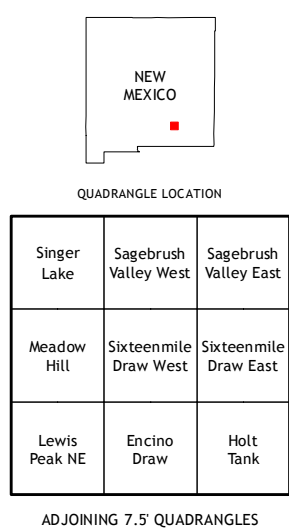 NEW
MEXICO
QUADRANGLE LOCATION
Singer
Lake
Sagebrush
Valley West
Sagebrush
Valley East
Meadow
Hill
Sixteenmile
Draw West
Sixteenmile
Draw East
Lewis
Peak NE
Encino
Draw
Holt
Tank
ADJOINING 7.5' QUADRANGLES